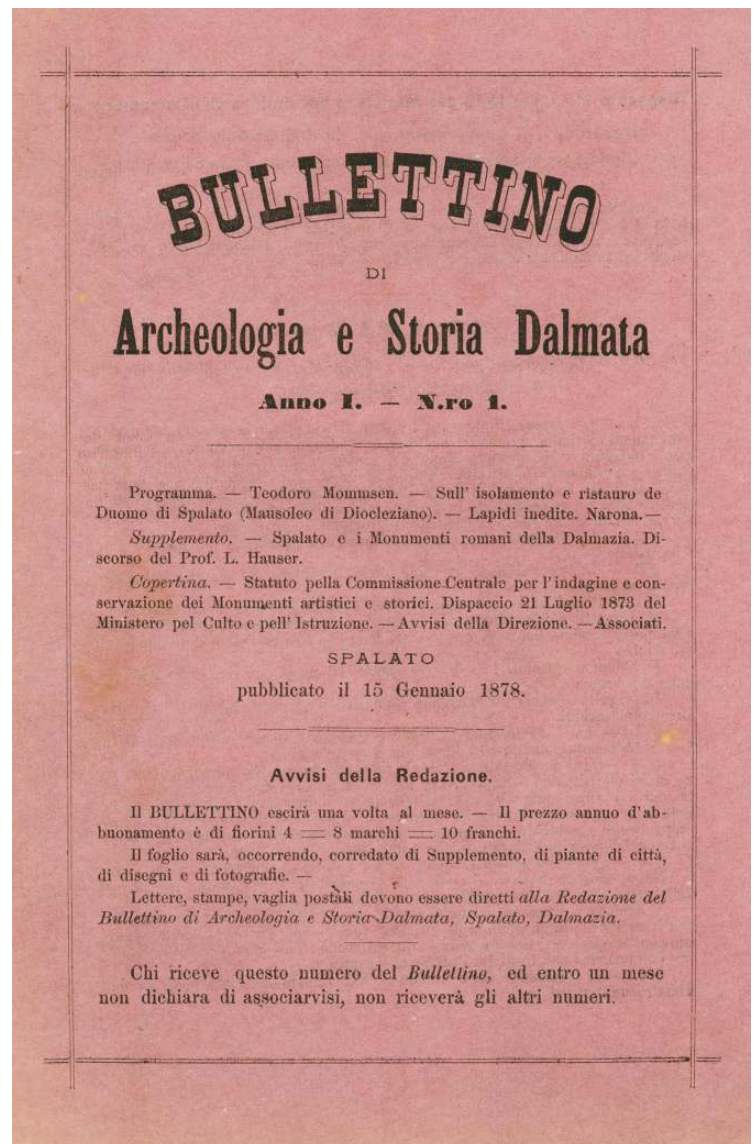 BULLETTINO
DI
Archeologia e Storia Dalmata
Anno I. — N.ro 1.
Programma. — Teodoro Mommsen. — Sull' isolamento e ristauro de
Duomo di Spalato (Mausoleo di Diocleziano). — Lapidi inedite. Narona.—
Supplemento. — Spalato e i Monumenti romani della Dalmazia. Di-
scorso del Prof. L. Hauser.
Copertina. — Statuto pella Commissione Centrale per l'indagine e con-
servazione dei Monumenti artistici e storici. Dispaccio 21 Luglio 1873 del
Ministero pel Culto e pell' Istruzione. — Avvisi della Direzione. — Associati.
SPALATO
pubblicato il 15 Gennaio 1878.
Avvisi della Redazione.
Il BULLETTINO escirà una volta al mese. — Il prezzo annuo d'ab-
buonamento è di fiorini 4 = 8 marchi = 10 franchi.
Il foglio sarà, occorrendo, corredato di Supplemento, di piante di città,
di disegni e di fotografie. —
Lettere, stampe, vaglia postali devono essere diretti alla Redazione del
Bullettino di Archeologia e Storia Dalmata, Spalato, Dalmazia.
Chi riceve questo numero del Bullettino, ed entro un mese
non dichiara di associarvisi, non riceverà gli altri numeri.